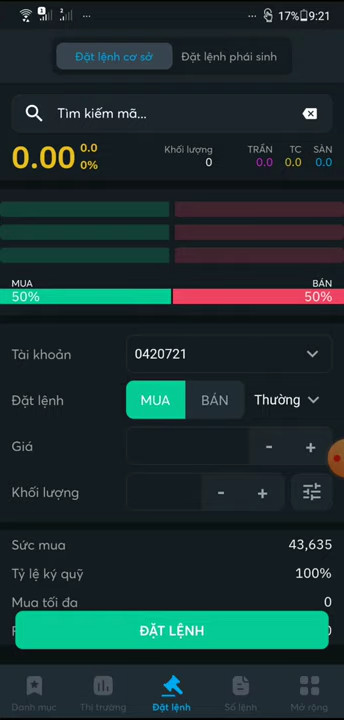 1 2 ... ... 17% 9:21
Đặt lệnh cơ sở Đặt lệnh phái sinh
Tìm kiếm mã...
0.00 0.0 0% Khối lượng 0 TRẦN 0.0 TC 0.0 SÀN 0.0
MUA BÁN
50% 50%
Tài khoản 0420721
Đặt lệnh MUA BÁN Thường
Giá - +
Khối lượng - +
Sức mua 43,635
Tỷ lệ ký quỹ 100%
Mua tối đa 0
ĐẶT LỆNH
Danh mục Thị trường Đặt lệnh Sổ lệnh Mở rộng